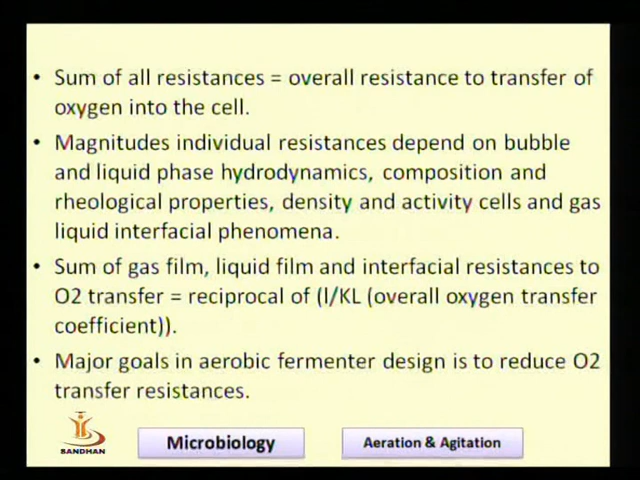 • Sum of all resistances = overall resistance to transfer of
oxygen into the cell.
• Magnitudes individual resistances depend on bubble
and liquid phase hydrodynamics, composition and
rheological properties, density and activity cells and gas
liquid interfacial phenomena.
• Sum of gas film, liquid film and interfacial resistances to
O2 transfer = reciprocal of (l/KL (overall oxygen transfer
coefficient)).
• Major goals in aerobic fermenter design is to reduce O2
transfer resistances.
BANDHAN
Microbiology
Aeration & Agitation